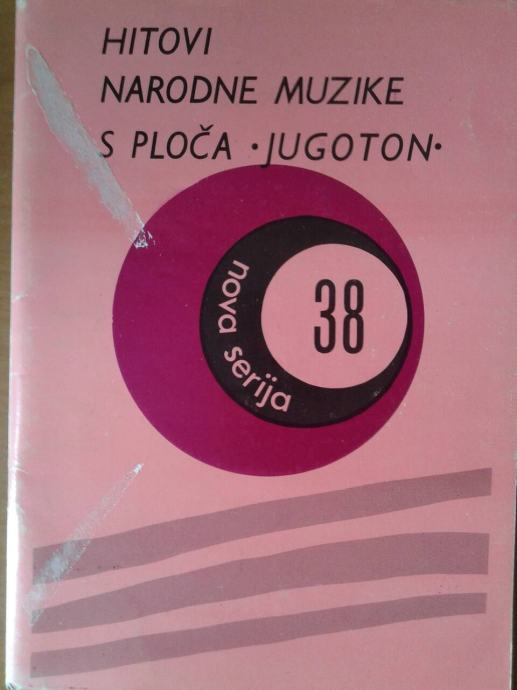 HITOVI
NARODNE MUZIKE
S PLOČA •JUGOTON•
nova serija
38